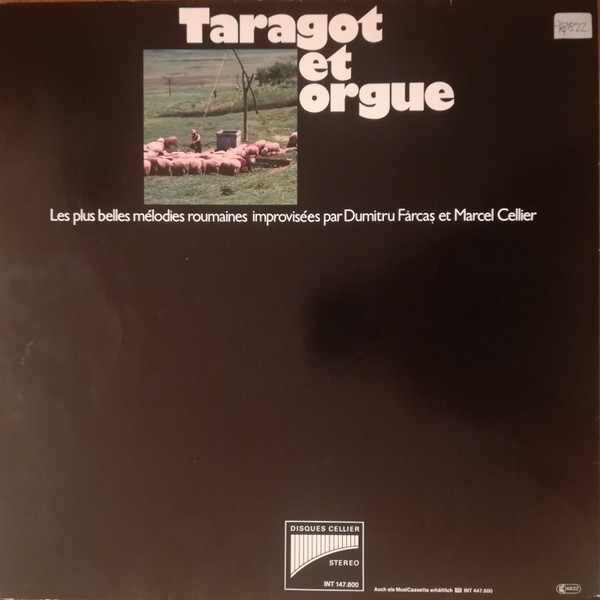 Taragot
et
orgue
Les plus belles mélodies roumaines improvisées par Dumitru Fărcaș et Marcel Cellier
DISQUES CELLIER
STEREO
INT 147.600
Auch als MusiCassette erhältlich INT 447.600